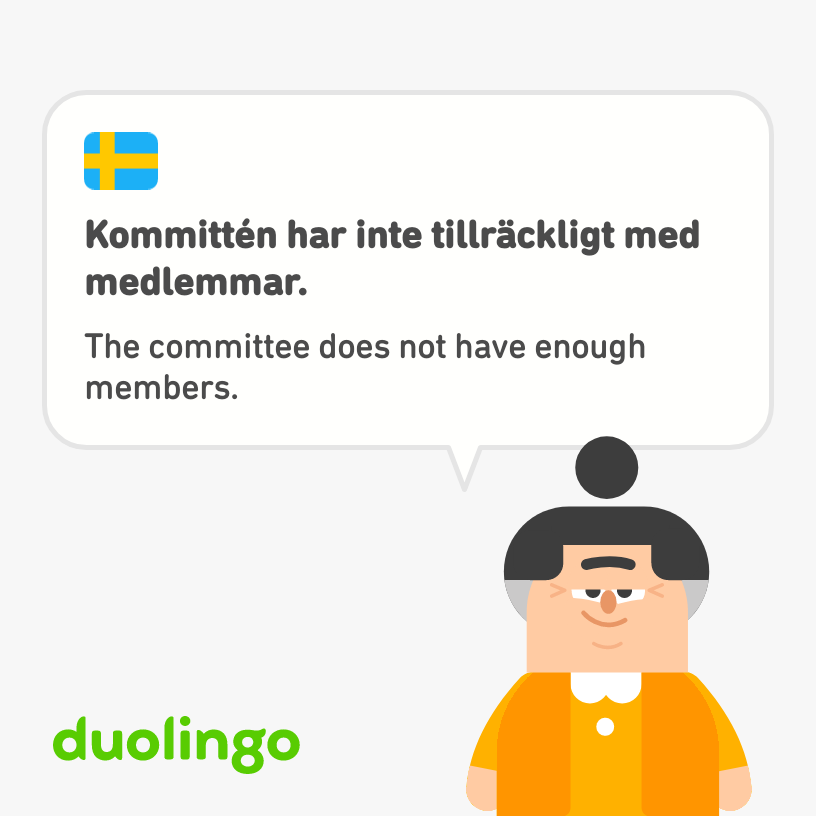 Kommittén har inte tillräckligt med
medlemmar.
The committee does not have enough
members.
duolingo